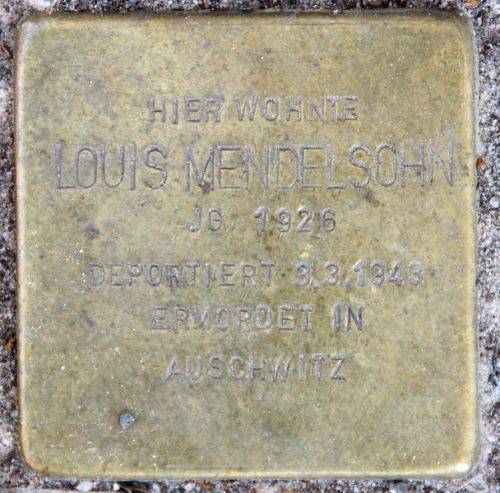 HIER WOHNTE
LOUIS MENDELSOHN
JG. 1926
DEPORTIERT 3.3.1943
ERMORDET IN
AUSCHWITZ